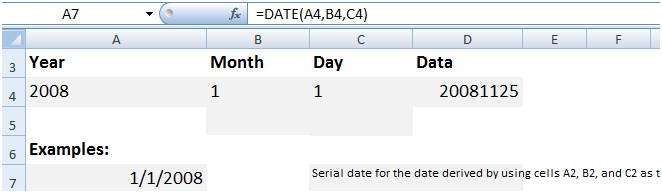 A7 fx =DATE(A4,B4,C4)
A B C D E F
3 Year Month Day Data
4 2008 1 1 20081125
5
6 Examples:
7 1/1/2008 Serial date for the date derived by using cells A2, B2, and C2 as t